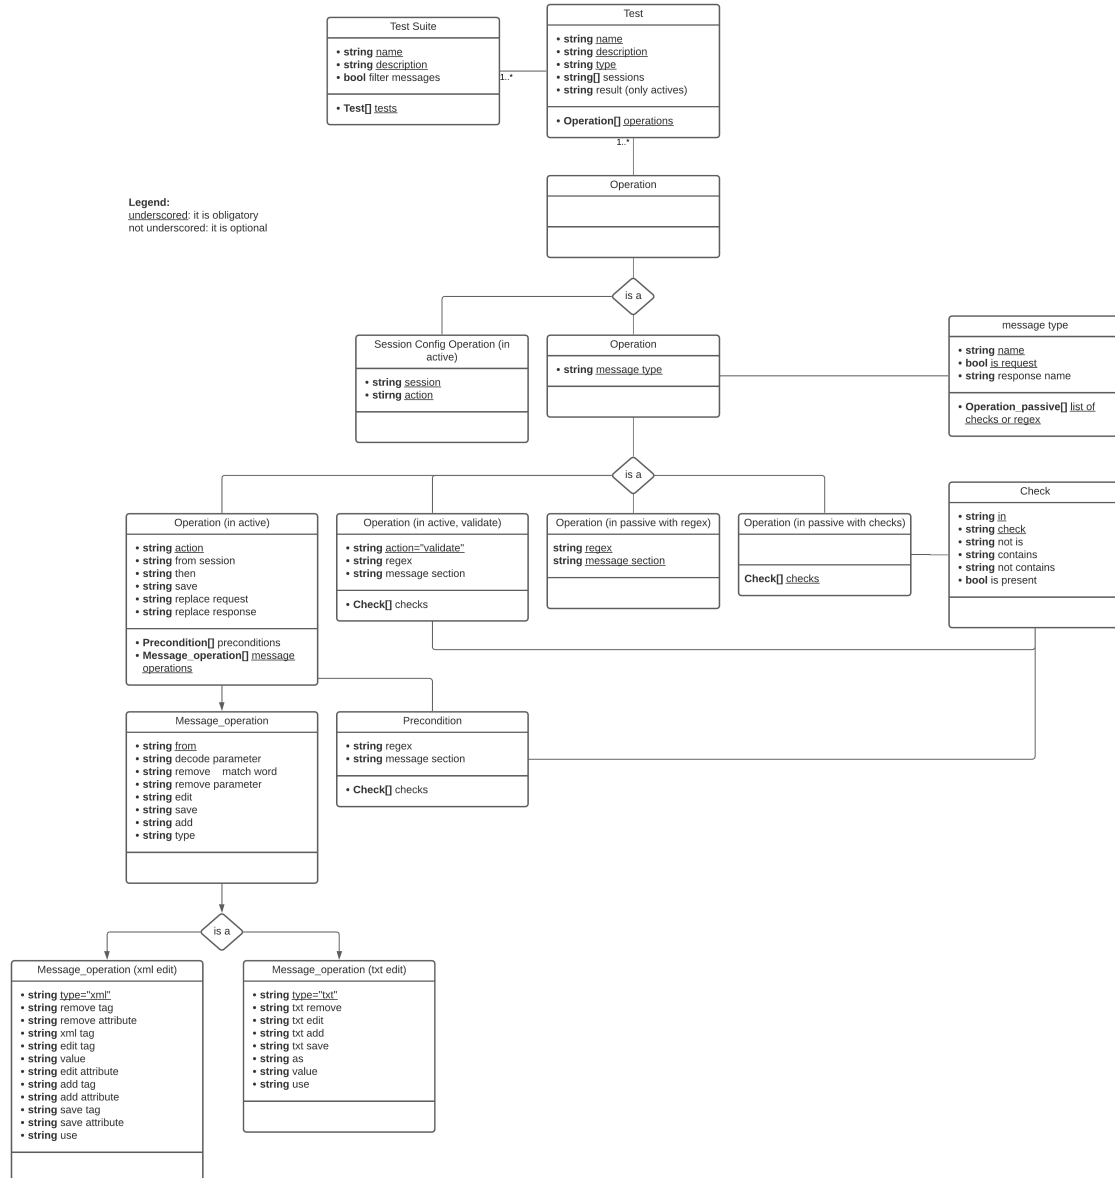 Test Suite
• string name
• string description
• bool filter messages
• Test[] tests
1..*
Test
• string name
• string description
• string type
• string[] sessions
• string result (only actives)
• Operation[] operations
1..*
Legend:
underscored: it is obligatory
not underscored: it is optional
Operation
is a
Session Config Operation (in
active)
• string session
• stirng action
Operation
• string message type
message type
• string name
• bool is request
• string response name
• Operation_passive[] list of
checks or regex
is a
Operation (in active)
• string action
• string from session
• string then
• string save
• string replace request
• string replace response
• Precondition[] preconditions
• Message_operation[] message
operations
Operation (in active, validate)
• string action="validate"
• string regex
• string message section
• Check[] checks
Operation (in passive with regex)
string regex
string message section
Operation (in passive with checks)
Check[] checks
Check
• string in
• string check
• string not is
• string contains
• string not contains
• bool is present
Message_operation
• string from
• string decode parameter
• string remove match word
• string remove parameter
• string edit
• string save
• string add
• string type
Precondition
• string regex
• string message section
• Check[] checks
is a
Message_operation (xml edit)
• string type="xml"
• string remove tag
• string remove attribute
• string xml tag
• string edit tag
• string value
• string edit attribute
• string add tag
• string add attribute
• string save tag
• string save attribute
• string use
Message_operation (txt edit)
• string type="txt"
• string txt remove
• string txt edit
• string txt add
• string txt save
• string as
• string value
• string use